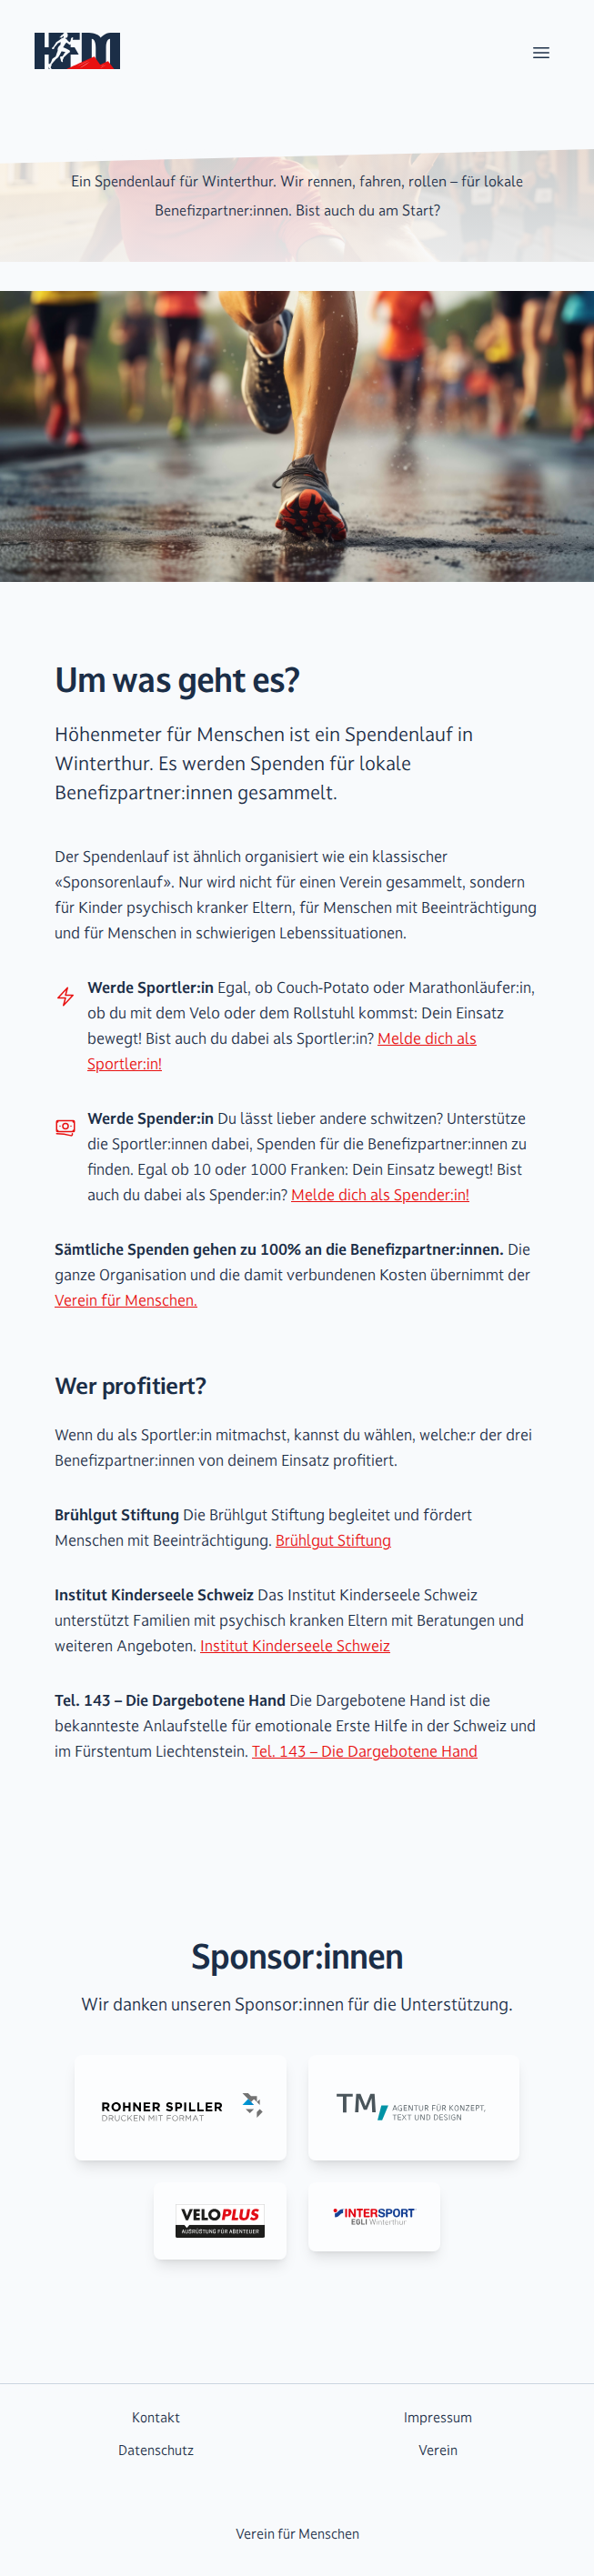 HFM
Ein Spendenlauf für Winterthur. Wir rennen, fahren, rollen – für lokale
Benefizpartner:innen. Bist auch du am Start?
Um was geht es?
Höhenmeter für Menschen ist ein Spendenlauf in
Winterthur. Es werden Spenden für lokale
Benefizpartner:innen gesammelt.
Der Spendenlauf ist ähnlich organisiert wie ein klassischer
«Sponsorenlauf». Nur wird nicht für einen Verein gesammelt, sondern
für Kinder psychisch kranker Eltern, für Menschen mit Beeinträchtigung
und für Menschen in schwierigen Lebenssituationen.
Werde Sportler:in Egal, ob Couch-Potato oder Marathonläufer:in,
ob du mit dem Velo oder dem Rollstuhl kommst: Dein Einsatz
bewegt! Bist auch du dabei als Sportler:in? Melde dich als
Sportler:in!
Werde Spender:in Du lässt lieber andere schwitzen? Unterstütze
die Sportler:innen dabei, Spenden für die Benefizpartner:innen zu
finden. Egal ob 10 oder 1000 Franken: Dein Einsatz bewegt! Bist
auch du dabei als Spender:in? Melde dich als Spender:in!
Sämtliche Spenden gehen zu 100% an die Benefizpartner:innen. Die
ganze Organisation und die damit verbundenen Kosten übernimmt der
Verein für Menschen.
Wer profitiert?
Wenn du als Sportler:in mitmachst, kannst du wählen, welche:r der drei
Benefizpartner:innen von deinem Einsatz profitiert.
Brühlgut Stiftung Die Brühlgut Stiftung begleitet und fördert
Menschen mit Beeinträchtigung. Brühlgut Stiftung
Institut Kinderseele Schweiz Das Institut Kinderseele Schweiz
unterstützt Familien mit psychisch kranken Eltern mit Beratungen und
weiteren Angeboten. Institut Kinderseele Schweiz
Tel. 143 – Die Dargebotene Hand Die Dargebotene Hand ist die
bekannteste Anlaufstelle für emotionale Erste Hilfe in der Schweiz und
im Fürstentum Liechtenstein. Tel. 143 – Die Dargebotene Hand
Sponsor:innen
Wir danken unseren Sponsor:innen für die Unterstützung.
ROHNER SPILLER
DRUCKEN MIT FORMAT
TM, AGENTUR FÜR KONZEPT,
TEXT UND DESIGN
VELOPLUS
AUSRÜSTUNG FÜR ABENTEUER
INTERSPORT
EGLI Winterthur
Kontakt
Impressum
Datenschutz
Verein
Verein für Menschen